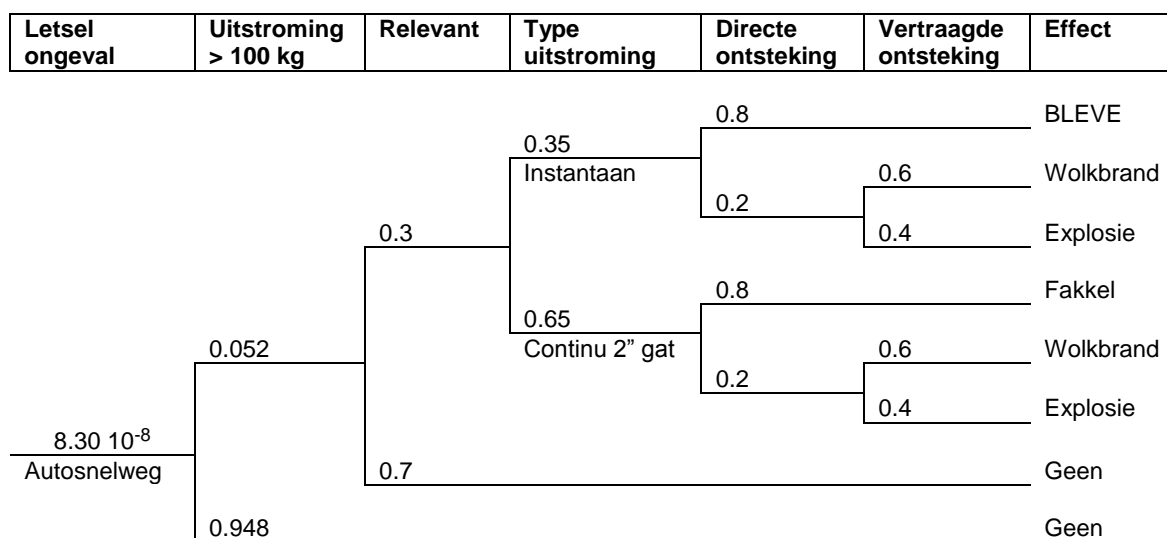 Letsel ongeval
Uitstroming > 100 kg
Relevant
Type uitstroming
Directe ontsteking
Vertraagde ontsteking
Effect
0.8
BLEVE
0.35
Instantaan
0.6
Wolkbrand
0.2
0.3
0.4
Explosie
0.8
Fakkel
0.65
Continu 2” gat
0.052
0.6
Wolkbrand
0.2
0.4
Explosie
8.30 10-8
Autosnelweg
0.7
Geen
0.948
Geen